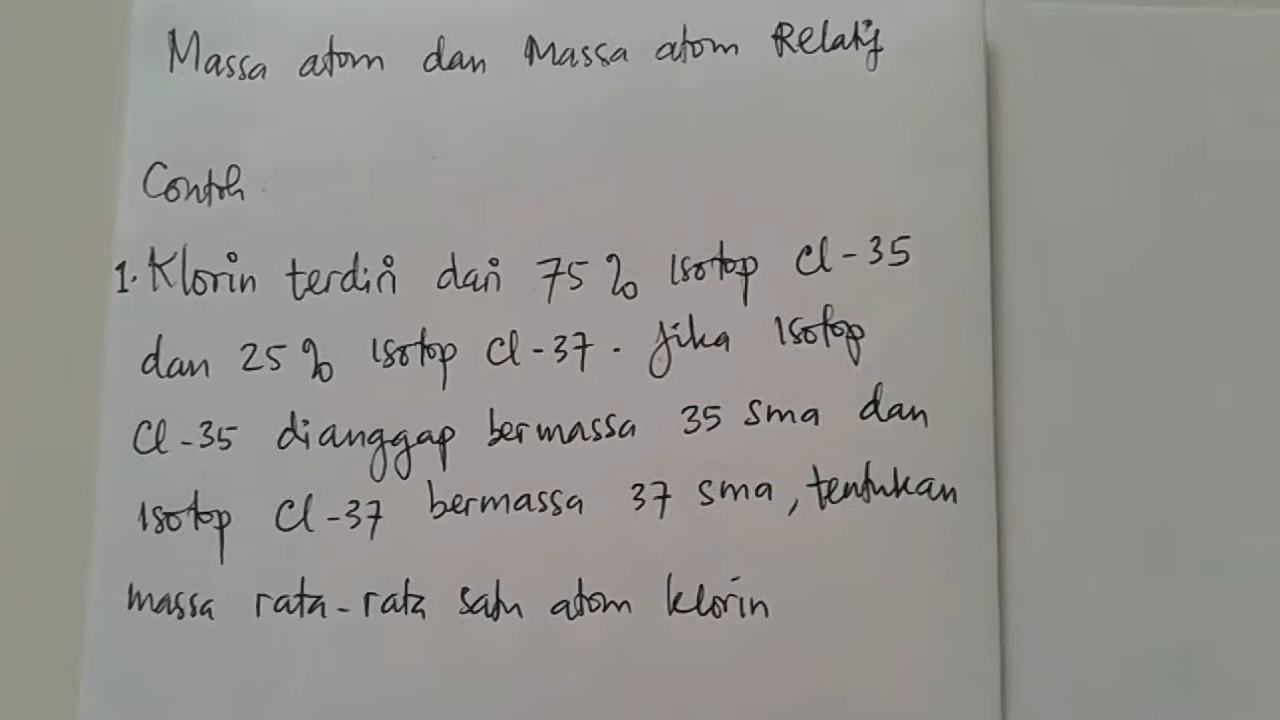 Massa atom dan Massa atom Relatif
Contoh
1. Klorin terdiri dari 75% isotop Cl-35
dan 25% isotop Cl-37. Jika isotop
Cl-35 dianggap bermassa 35 sma dan
isotop Cl-37 bermassa 37 sma, tentukan
massa rata-rata satu atom klorin